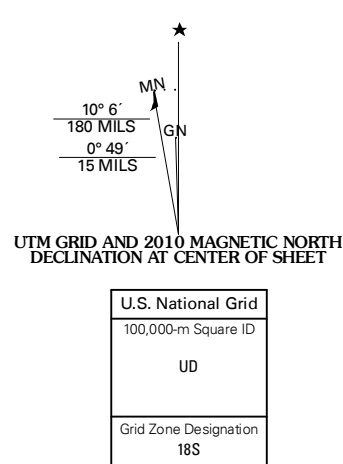 ★
MN
10° 6´
180 MILS
GN
0° 49´
15 MILS
UTM GRID AND 2010 MAGNETIC NORTH
DECLINATION AT CENTER OF SHEET
U.S. National Grid
100,000-m Square ID
UD
Grid Zone Designation
18S